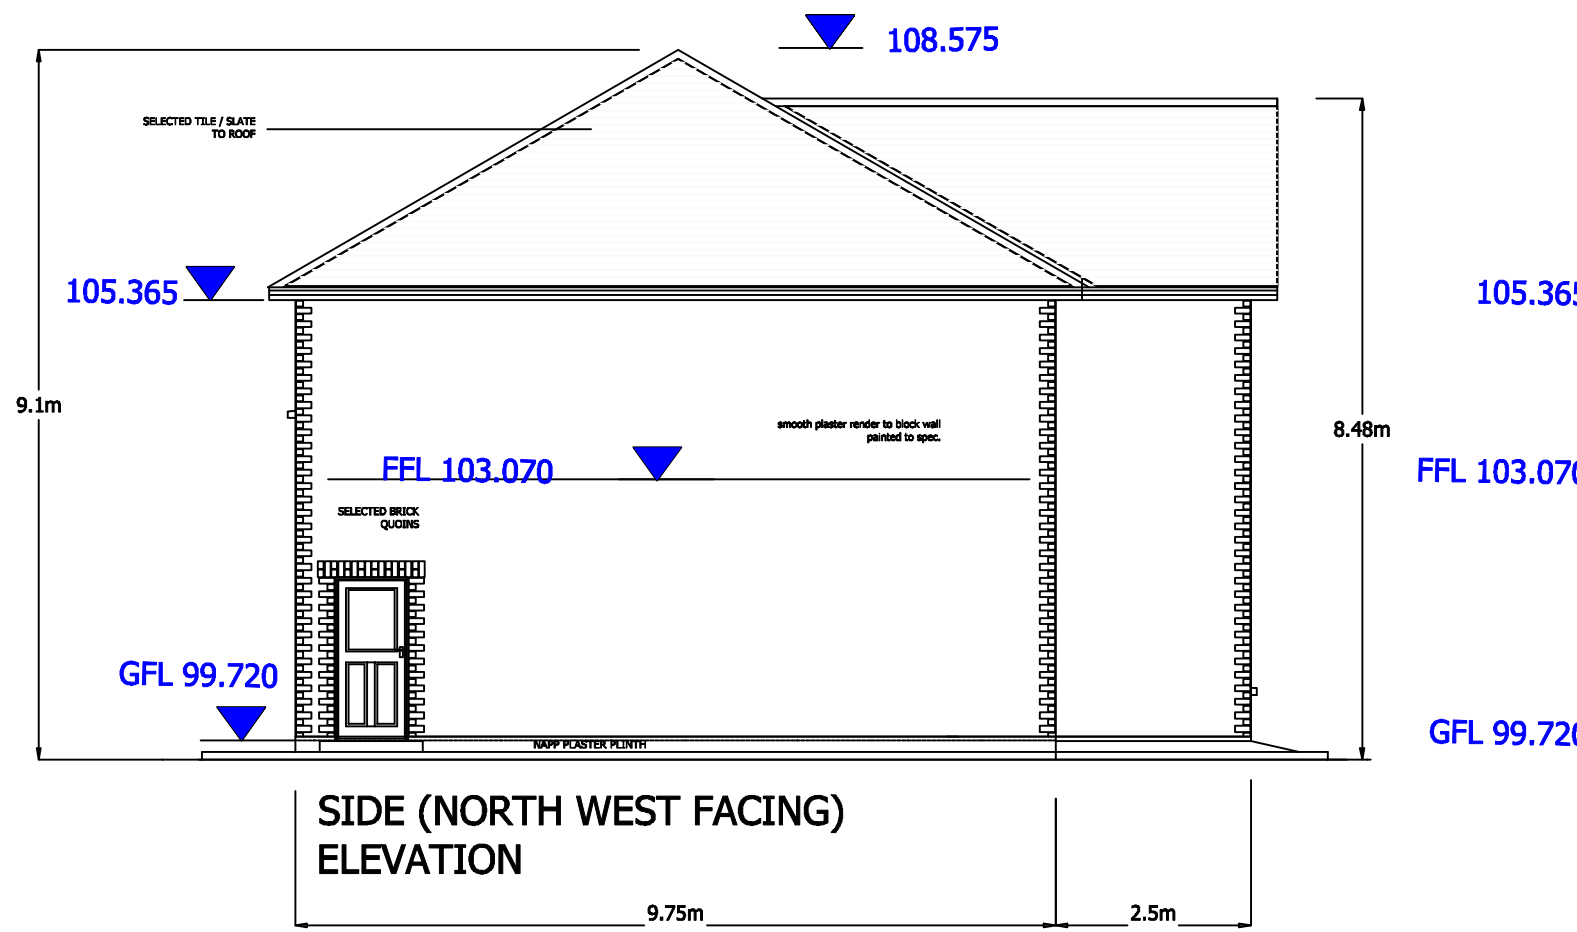 108.575
SELECTED TILE / SLATE
TO ROOF
105.365
105.365
9.1m
smooth plaster render to block wall
painted to spec.
8.48m
FFL 103.070
FFL 103.070
SELECTED BRICK
QUOINS
GFL 99.720
GFL 99.720
NAPP PLASTER PLINTH
SIDE (NORTH WEST FACING)
ELEVATION
9.75m
2.5m